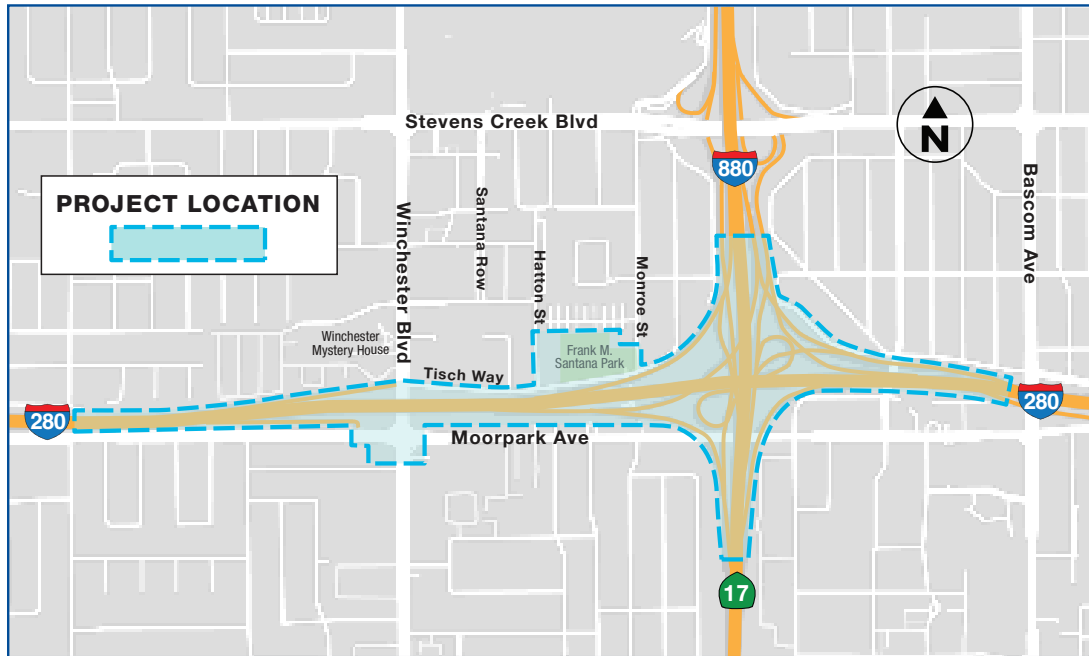 Stevens Creek Blvd
N
880
PROJECT LOCATION
Winchester Blvd
Santana Row
Hatton St
Monroe St
Bascom Ave
Winchester
Mystery House
Frank M.
Santana Park
Tisch Way
280
280
Moorpark Ave
17